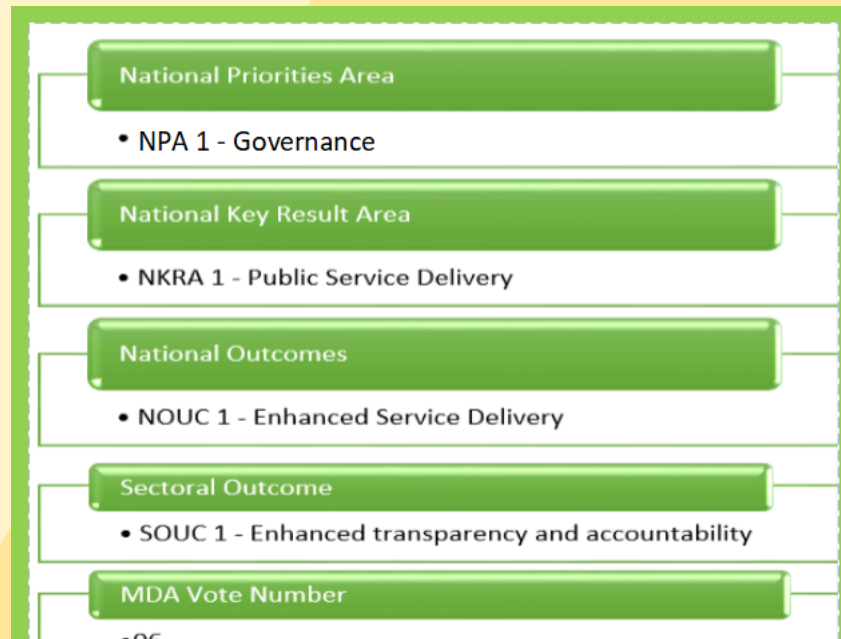 National Priorities Area
• NPA 1 - Governance
National Key Result Area
• NKRA 1 - Public Service Delivery
National Outcomes
• NOUC 1 - Enhanced Service Delivery
Sectoral Outcome
• SOUC 1 - Enhanced transparency and accountability
MDA Vote Number